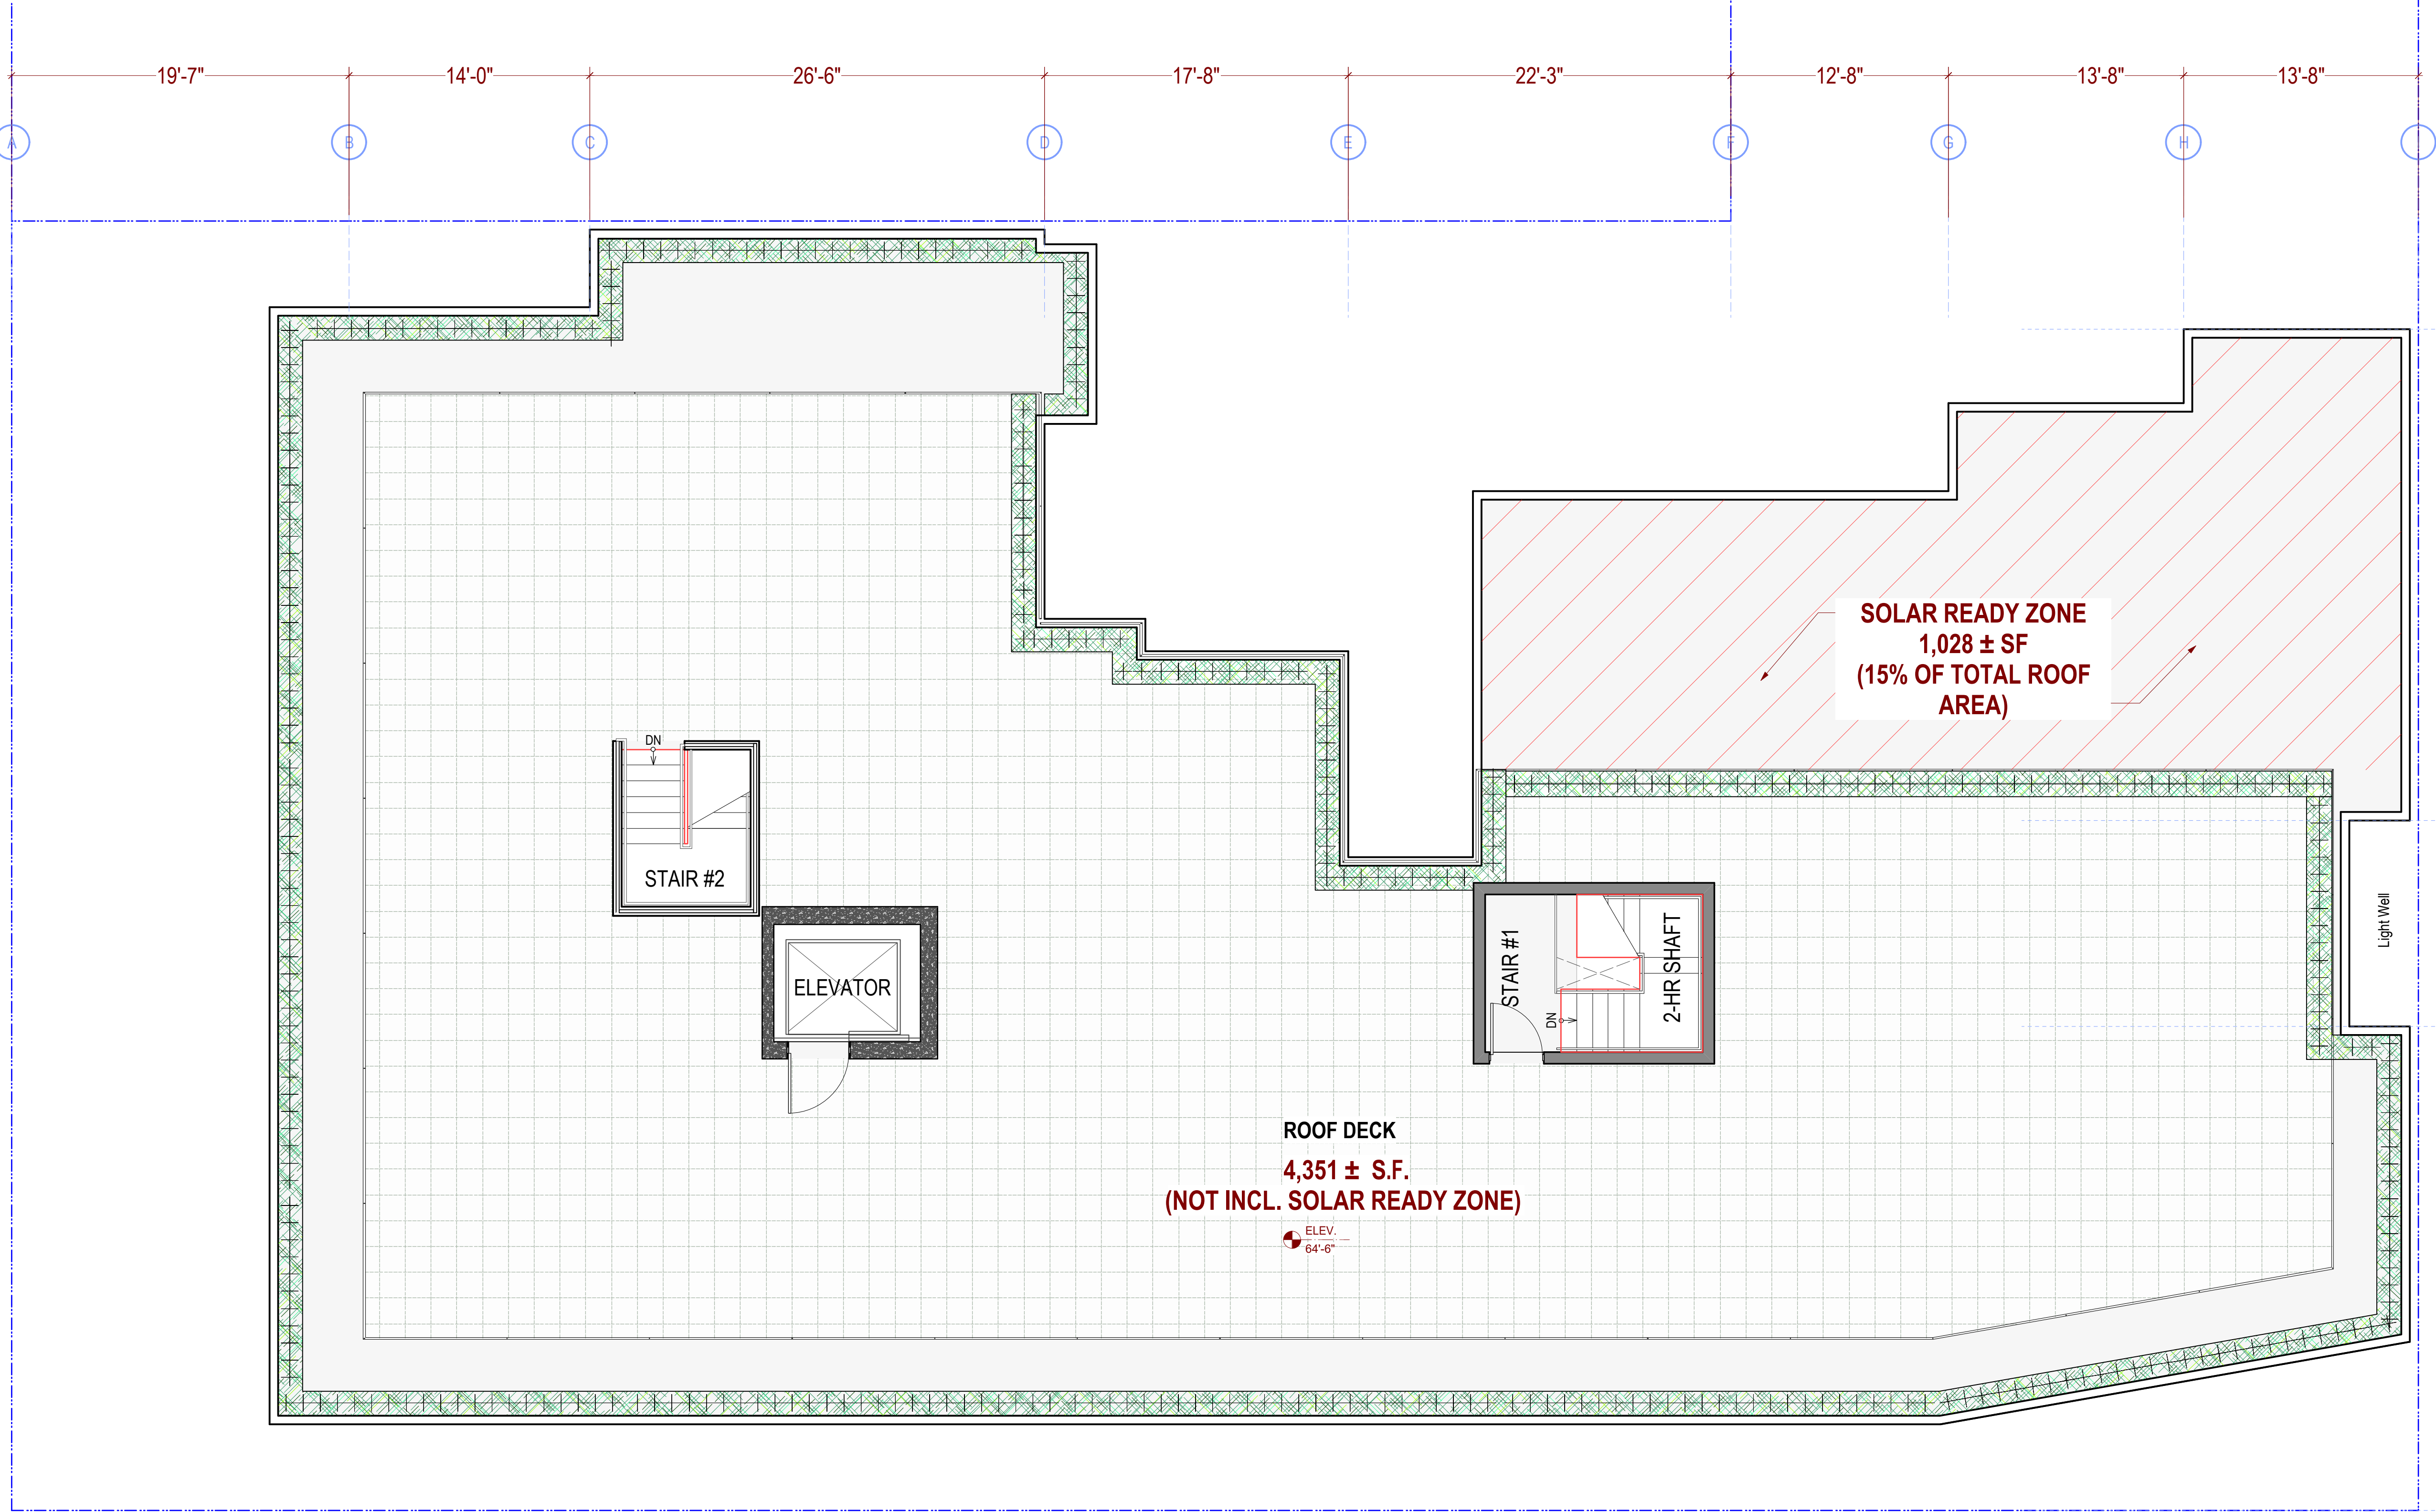 19'-7" 14'-0" 26'-6" 17'-8" 22'-3" 12'-8" 13'-8" 13'-8"
A B C D E F G H
SOLAR READY ZONE
1,028 ± SF
(15% OF TOTAL ROOF
AREA)
DN
STAIR #2
ELEVATOR
STAIR #1
DN
2-HR SHAFT
Light Well
ROOF DECK
4,351 ± S.F.
(NOT INCL. SOLAR READY ZONE)
ELEV.
64'-6"